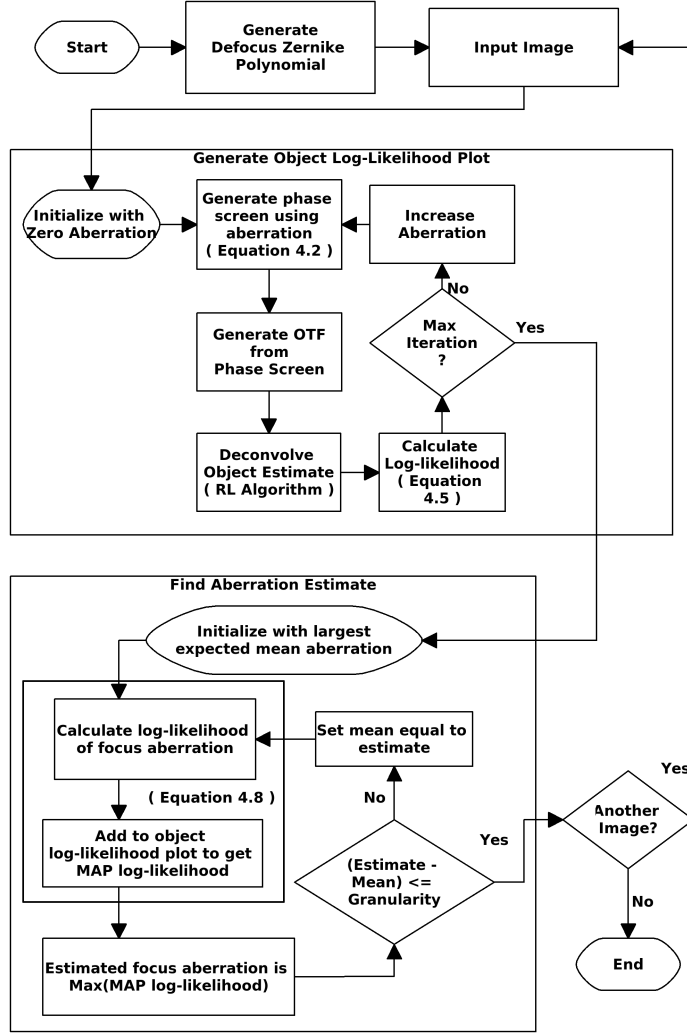 Start
Generate
Defocus Zernike
Polynomial
Input Image
Generate Object Log-Likelihood Plot
Initialize with
Zero Aberration
Generate phase
screen using
aberration
( Equation 4.2 )
Increase
Aberration
No
Max
Iteration
?
Yes
Generate OTF
from
Phase Screen
Deconvolve
Object Estimate
( RL Algorithm )
Calculate
Log-likelihood
( Equation
4.5 )
Find Aberration Estimate
Initialize with largest
expected mean aberration
Calculate log-likelihood
of focus aberration
Set mean equal to
estimate
( Equation 4.8 )
No
Add to object
log-likelihood plot to get
MAP log-likelihood
(Estimate -
Mean) <=
Granularity
Yes
Estimated focus aberration is
Max(MAP log-likelihood)
Yes
Another
Image?
No
End